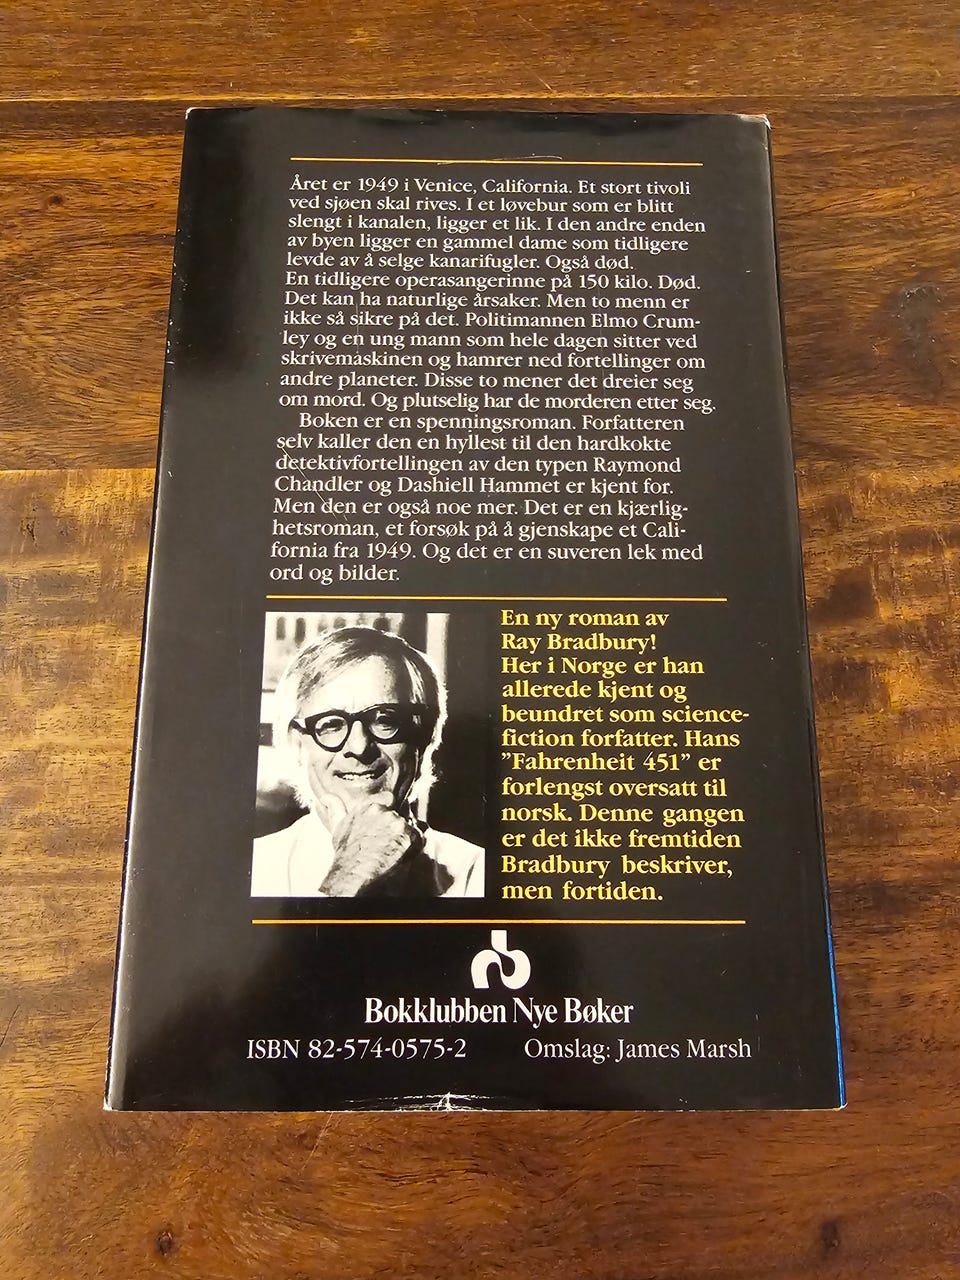 Året er 1949 i Venice, California. Et stort tivoli
ved sjøen skal rives. I et løvebur som er blitt
slengt i kanalen, ligger et lik. I den andre enden
av byen ligger en gammel dame som tidligere
levde av å selge kanarifugler. Også død.
En tidligere operasangerinne på 150 kilo. Død.
Det kan ha naturlige årsaker. Men to menn er
ikke så sikre på det. Politimannen Elmo Crum-
ley og en ung mann som hele dagen sitter ved
skrivemaskinen og hamrer ned fortellinger om
andre planeter. Disse to mener det dreier seg
om mord. Og plutselig har de morderen etter seg.
Boken er en spenningsroman. Forfatteren
selv kaller den en hyllest til den hardkokte
detektivfortellingen av den typen Raymond
Chandler og Dashiell Hammet er kjent for.
Men den er også noe mer. Det er en kjærlig-
hetsroman, et forsøk på å gjenskape et Cali-
fornia fra 1949. Og det er en suveren lek med
ord og bilder.
En ny roman av
Ray Bradbury!
Her i Norge er han
allerede kjent og
beundret som science-
fiction forfatter. Hans
"Fahrenheit 451" er
forlengst oversatt til
norsk. Denne gangen
er det ikke fremtiden
Bradbury beskriver,
men fortiden.
Bokklubben Nye Bøker
ISBN 82-574-0575-2 Omslag: James Marsh